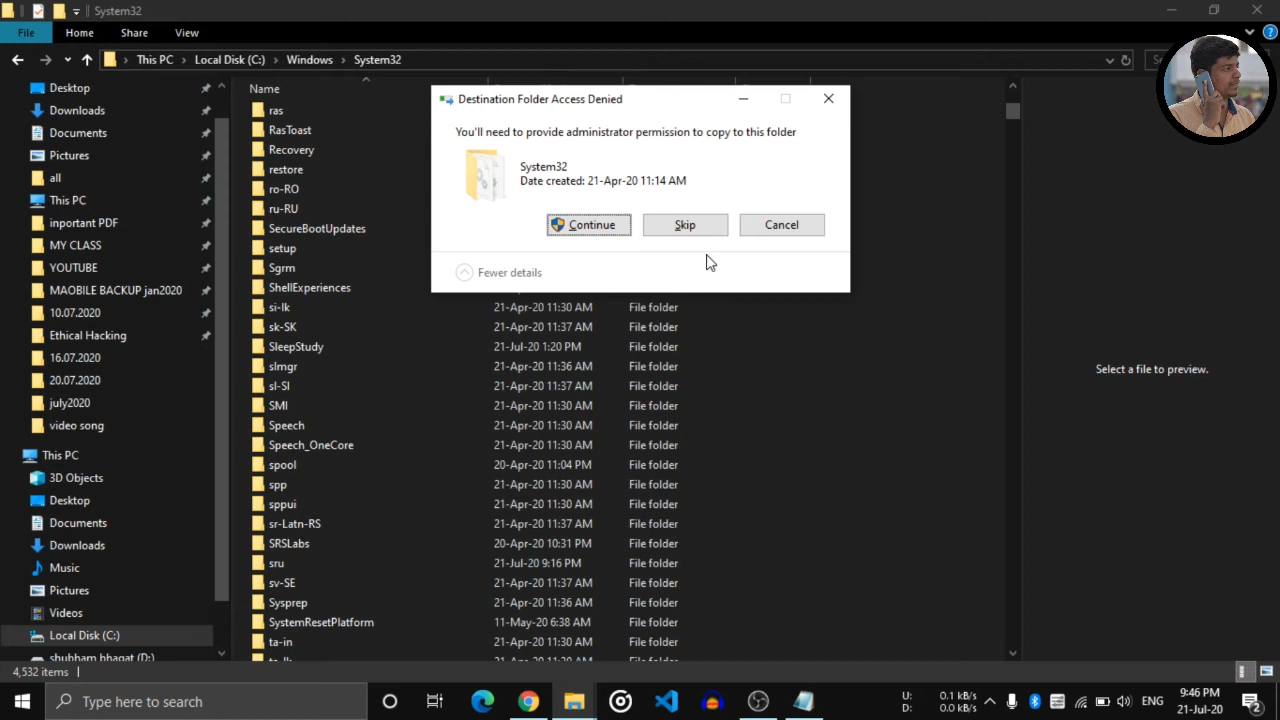 System32
File Home Share View
This PC Local Disk (C:) Windows System32
Desktop
Downloads
Documents
Pictures
all
This PC
inportant PDF
MY CLASS
YOUTUBE
MAOBILE BACKUP jan2020
10.07.2020
Ethical Hacking
16.07.2020
20.07.2020
july2020
video song
This PC
3D Objects
Desktop
Documents
Downloads
Music
Pictures
Videos
Local Disk (C:)
shubham bhagat (D:)
Name
ras
RasToast
Recovery
restore
ro-RO
ru-RU
SecureBootUpdates
setup
Sgrm
ShellExperiences
si-lk 21-Apr-20 11:30 AM File folder
sk-SK 21-Apr-20 11:37 AM File folder
SleepStudy 21-Jul-20 1:20 PM File folder
slmgr 21-Apr-20 11:36 AM File folder
sl-SI 21-Apr-20 11:37 AM File folder
SMI 21-Apr-20 11:30 AM File folder
Speech 21-Apr-20 11:30 AM File folder
Speech_OneCore 21-Apr-20 11:30 AM File folder
spool 20-Apr-20 11:04 PM File folder
spp 21-Apr-20 11:30 AM File folder
sppui 21-Apr-20 11:30 AM File folder
sr-Latn-RS 21-Apr-20 11:37 AM File folder
SRSLabs 20-Apr-20 10:31 PM File folder
sru 21-Jul-20 9:16 PM File folder
sv-SE 21-Apr-20 11:37 AM File folder
Sysprep 21-Apr-20 11:36 AM File folder
SystemResetPlatform 11-May-20 6:38 AM File folder
ta-in 21-Apr-20 11:30 AM File folder
Destination Folder Access Denied
You'll need to provide administrator permission to copy to this folder
System32
Date created: 21-Apr-20 11:14 AM
Continue Skip Cancel
Fewer details
Select a file to preview.
4,532 items
Type here to search
U: 0.1 kB/s
D: 0.0 kB/s
ENG
9:46 PM
21-Jul-20
2